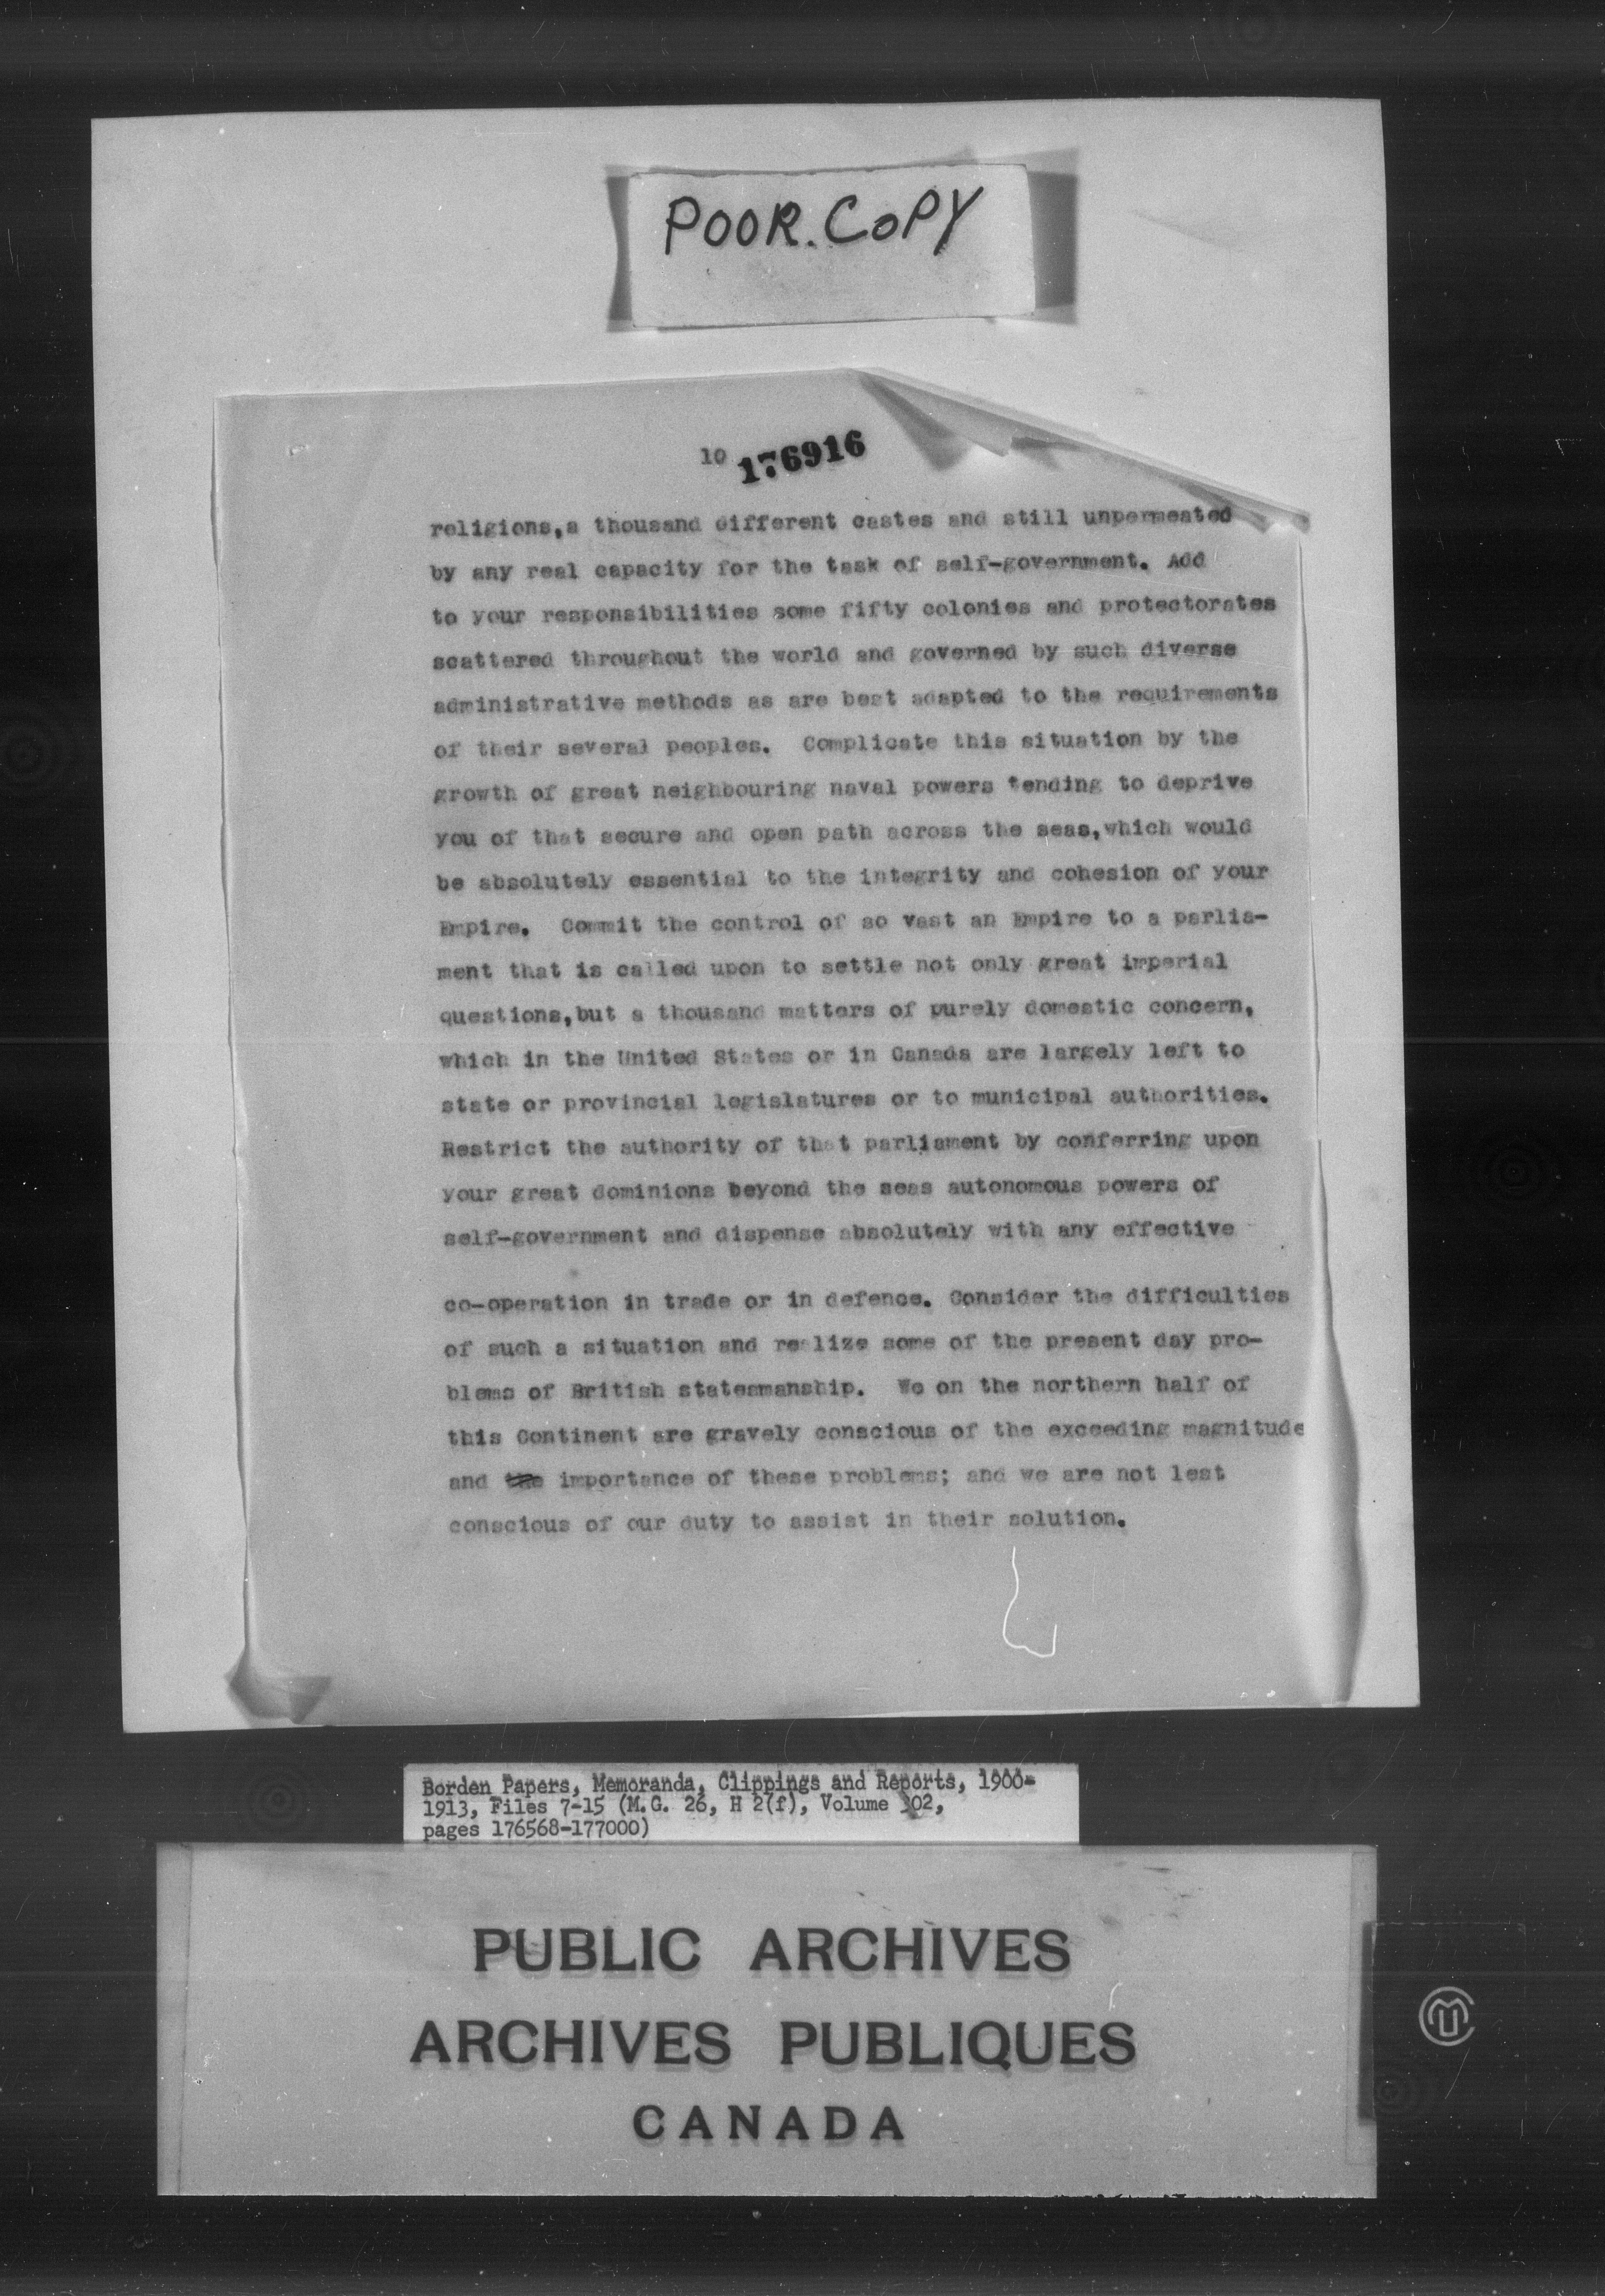 POOR.COPY
10 176916
religions,a thousand different castes and still unpermeated
by any real capacity for the task of self-government. Add
to your responsibilities some fifty colonies and protectorates
scattered throughout the world and governed by such diverse
administrative methods as are best adapted to the requirements
of their several peoples. Complicate this situation by the
growth of great neighbouring naval powers tending to deprive
you of that secure and open path across the seas,which would
be absolutely essential to the integrity and cohesion of your
Empire. Commit the control of so vast an Empire to a parlia-
ment that is called upon to settle not only great imperial
questions,but a thousand matters of purely domestic concern,
which in the United States or in Canada are largely left to
state or provincial legislatures or to municipal authorities.
Restrict the authority of that parliament by conferring upon
your great dominions beyond the seas autonomous powers of
self-government and dispense absolutely with any effective
co-operation in trade or in defence. Consider the difficulties
of such a situation and realize some of the present day pro-
blems of British statesmanship. We on the northern half of
this Continent are gravely conscious of the exceeding magnitude
and the importance of these problems; and we are not lest
conscious of our duty to assist in their solution.
Borden Papers, Memoranda, Clippings and Reports, 1900-
1913, Files 7-15 (M.G. 26, H 2(f), Volume 302,
pages 176568-177000)
PUBLIC ARCHIVES
ARCHIVES PUBLIQUES
CANADA